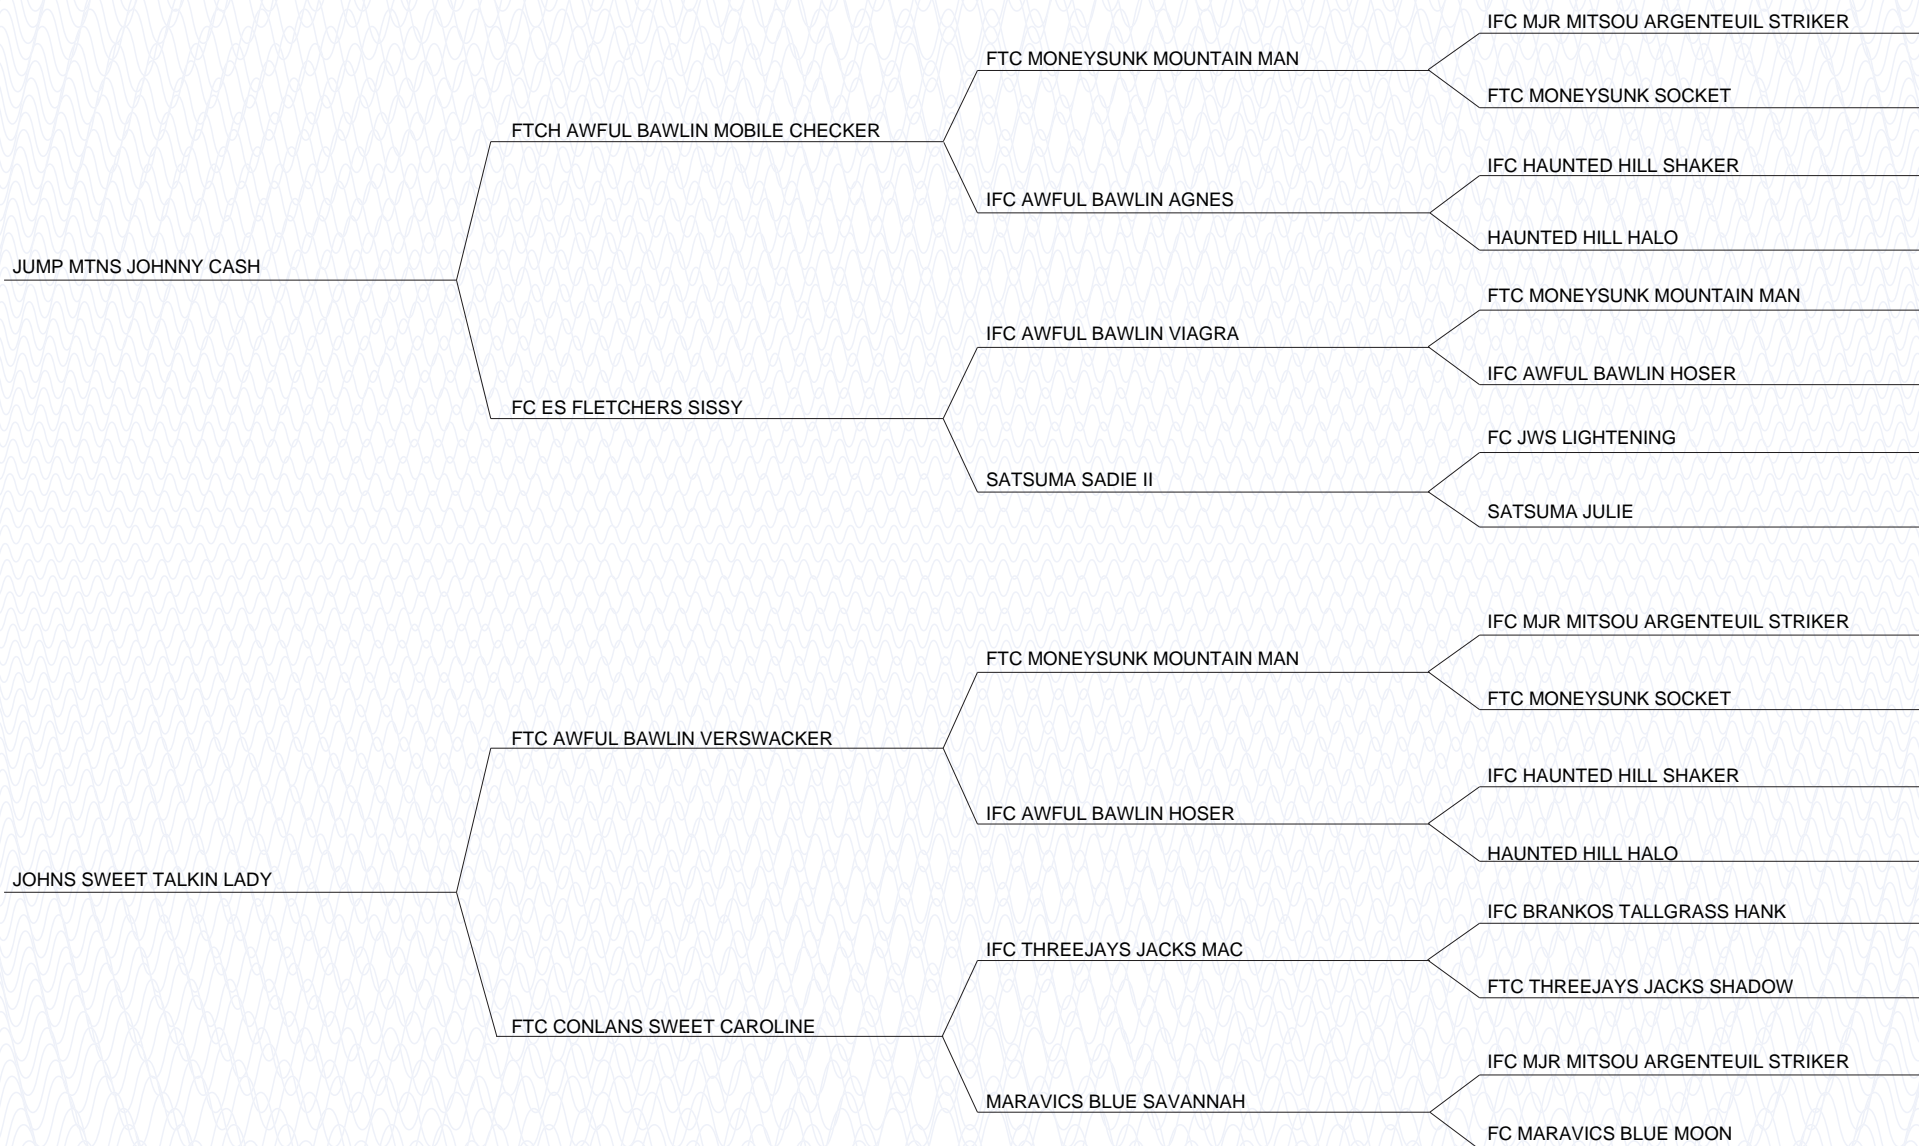 IFC MJR MITSOU ARGENTEUIL STRIKER
FTC MONEYSUNK MOUNTAIN MAN
FTC MONEYSUNK SOCKET
FTCH AWFUL BAWLIN MOBILE CHECKER
IFC HAUNTED HILL SHAKER
IFC AWFUL BAWLIN AGNES
HAUNTED HILL HALO
JUMP MTNS JOHNNY CASH
FTC MONEYSUNK MOUNTAIN MAN
IFC AWFUL BAWLIN VIAGRA
IFC AWFUL BAWLIN HOSER
FC ES FLETCHERS SISSY
FC JWS LIGHTENING
SATSUMA SADIE II
SATSUMA JULIE
IFC MJR MITSOU ARGENTEUIL STRIKER
FTC MONEYSUNK MOUNTAIN MAN
FTC MONEYSUNK SOCKET
FTC AWFUL BAWLIN VERSWACKER
IFC HAUNTED HILL SHAKER
IFC AWFUL BAWLIN HOSER
HAUNTED HILL HALO
JOHNS SWEET TALKIN LADY
IFC BRANKOS TALLGRASS HANK
IFC THREEJAYS JACKS MAC
FTC THREEJAYS JACKS SHADOW
FTC CONLANS SWEET CAROLINE
IFC MJR MITSOU ARGENTEUIL STRIKER
MARAVICS BLUE SAVANNAH
FC MARAVICS BLUE MOON